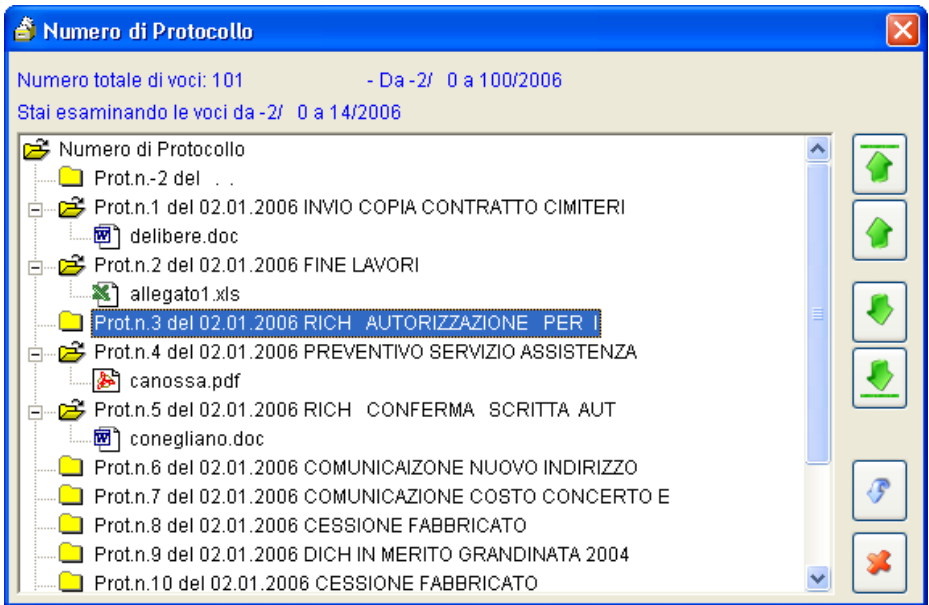 Numero di Protocollo
Numero totale di voci: 101 - Da -2/ 0 a 100/2006
Stai esaminando le voci da -2/ 0 a 14/2006
Numero di Protocollo
Prot.n.-2 del . .
Prot.n.1 del 02.01.2006 INVIO COPIA CONTRATTO CIMITERI
delibere.doc
Prot.n.2 del 02.01.2006 FINE LAVORI
allegato1.xls
Prot.n.3 del 02.01.2006 RICH AUTORIZZAZIONE PER I
Prot.n.4 del 02.01.2006 PREVENTIVO SERVIZIO ASSISTENZA
canossa.pdf
Prot.n.5 del 02.01.2006 RICH CONFERMA SCRITTA AUT
conegliano.doc
Prot.n.6 del 02.01.2006 COMUNICAIZONE NUOVO INDIRIZZO
Prot.n.7 del 02.01.2006 COMUNICAZIONE COSTO CONCERTO E
Prot.n.8 del 02.01.2006 CESSIONE FABBRICATO
Prot.n.9 del 02.01.2006 DICH IN MERITO GRANDINATA 2004
Prot.n.10 del 02.01.2006 CESSIONE FABBRICATO